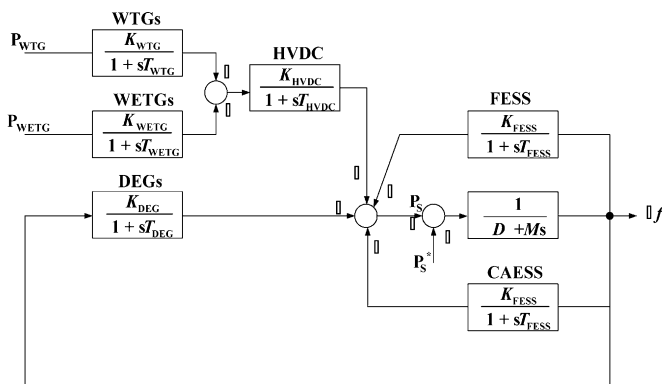 WTGs
P_WTG
K_WTG
1 + sT_WTG
HVDC
K_HVDC
1 + sT_HVDC
WETGs
P_WETG
K_WETG
1 + sT_WETG
FESS
K_FESS
1 + sT_FESS
DEGs
K_DEG
1 + sT_DEG
P_S
P_S*
1
D +Ms
f
CAESS
K_FESS
1 + sT_FESS